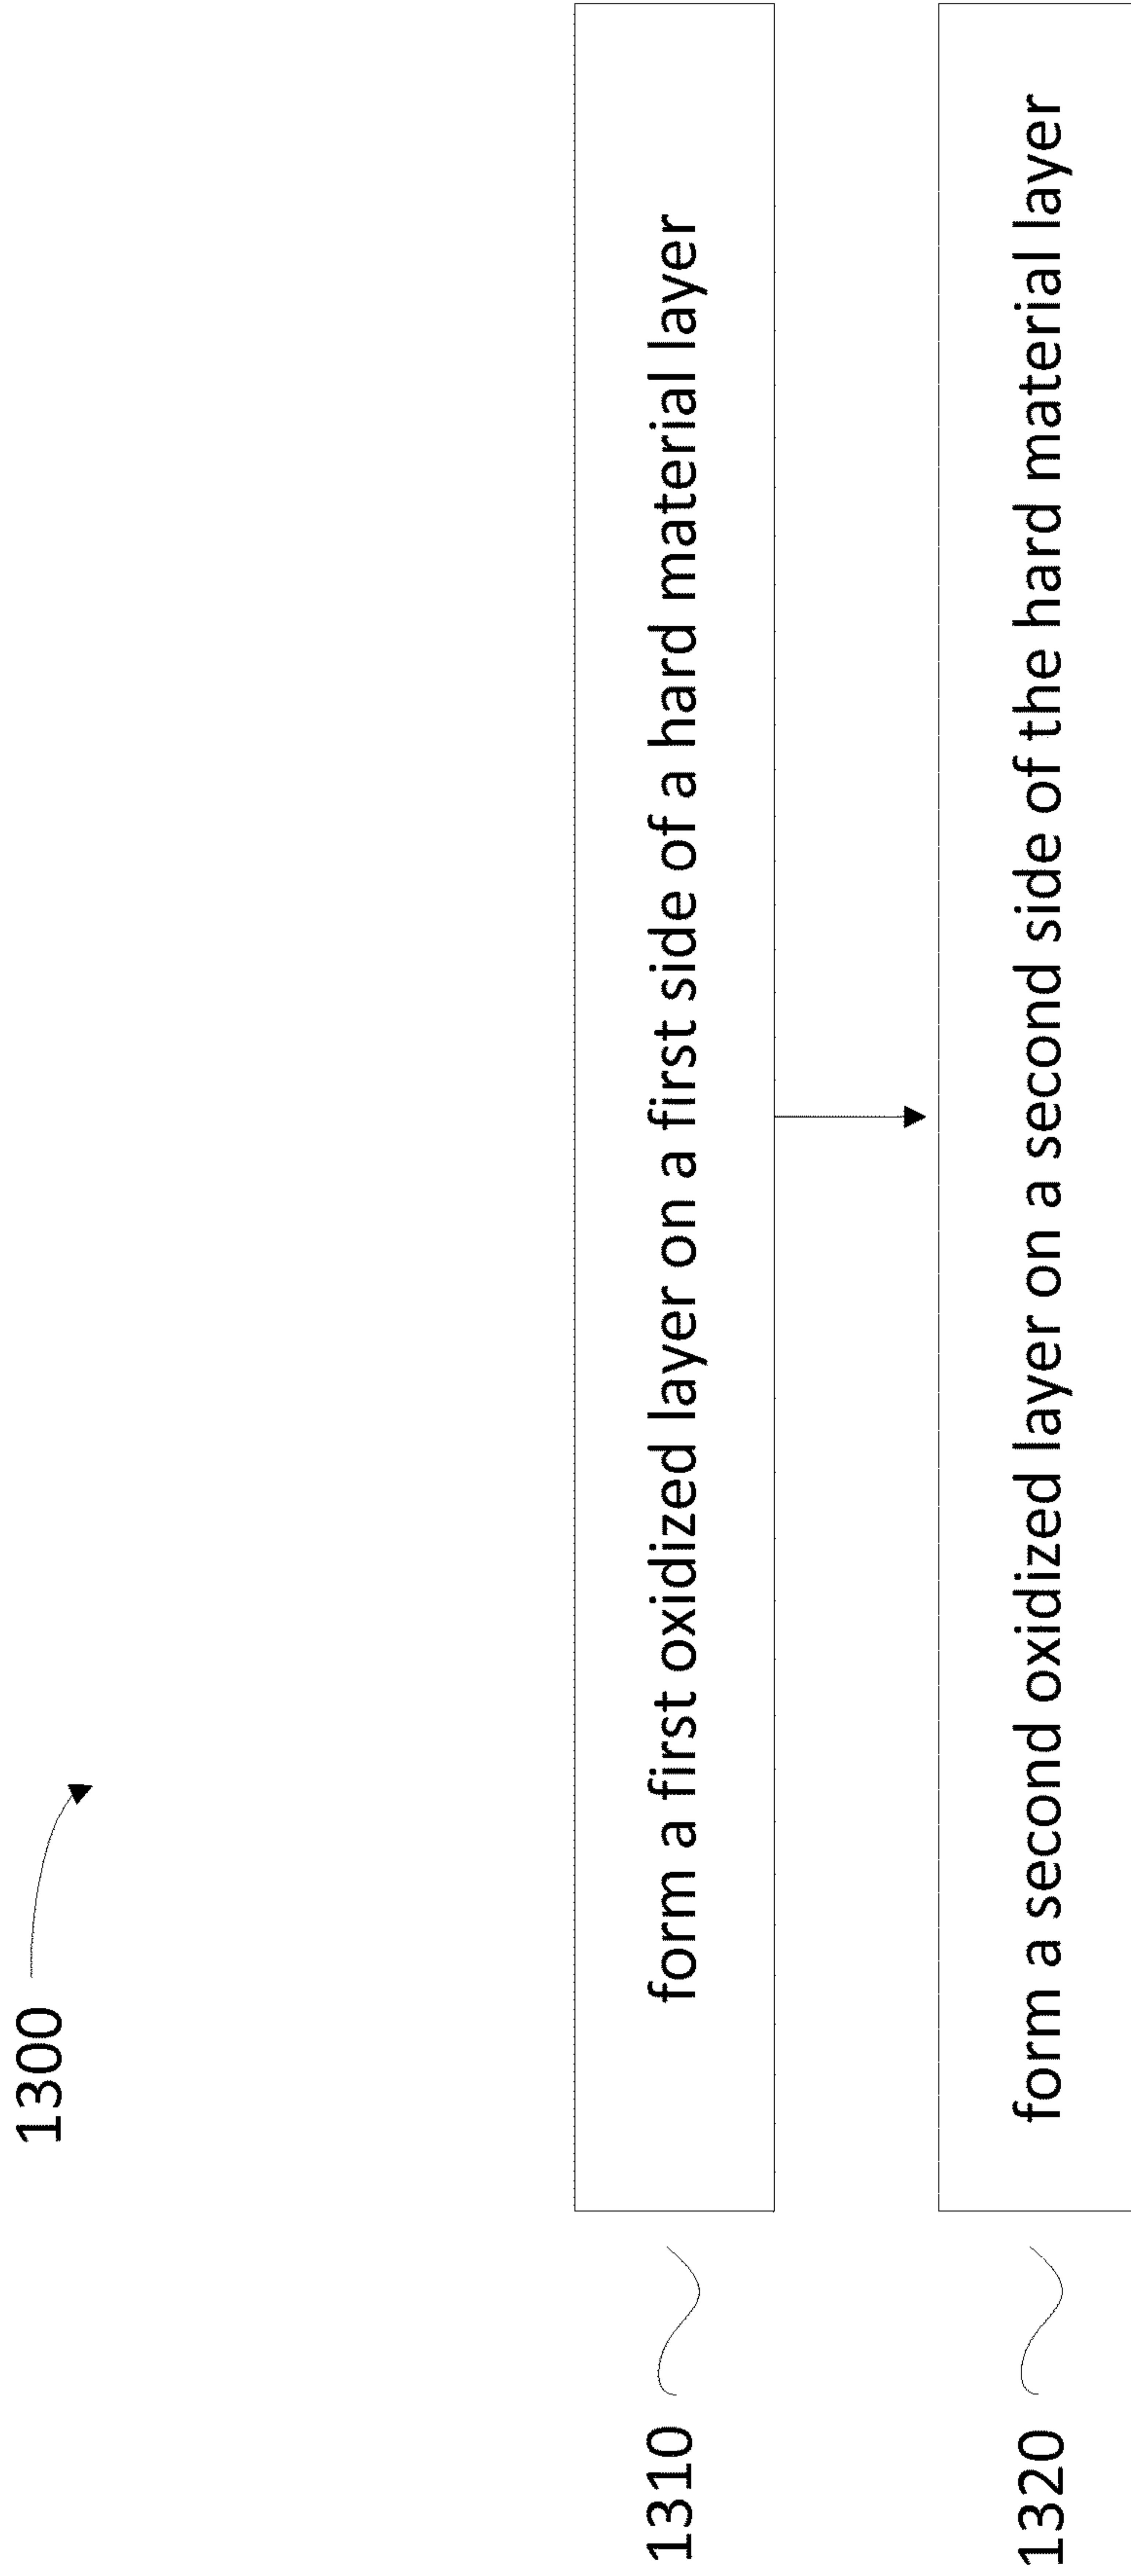 1300
1310
form a first oxidized layer on a first side of a hard material layer
1320
form a second oxidized layer on a second side of the hard material layer